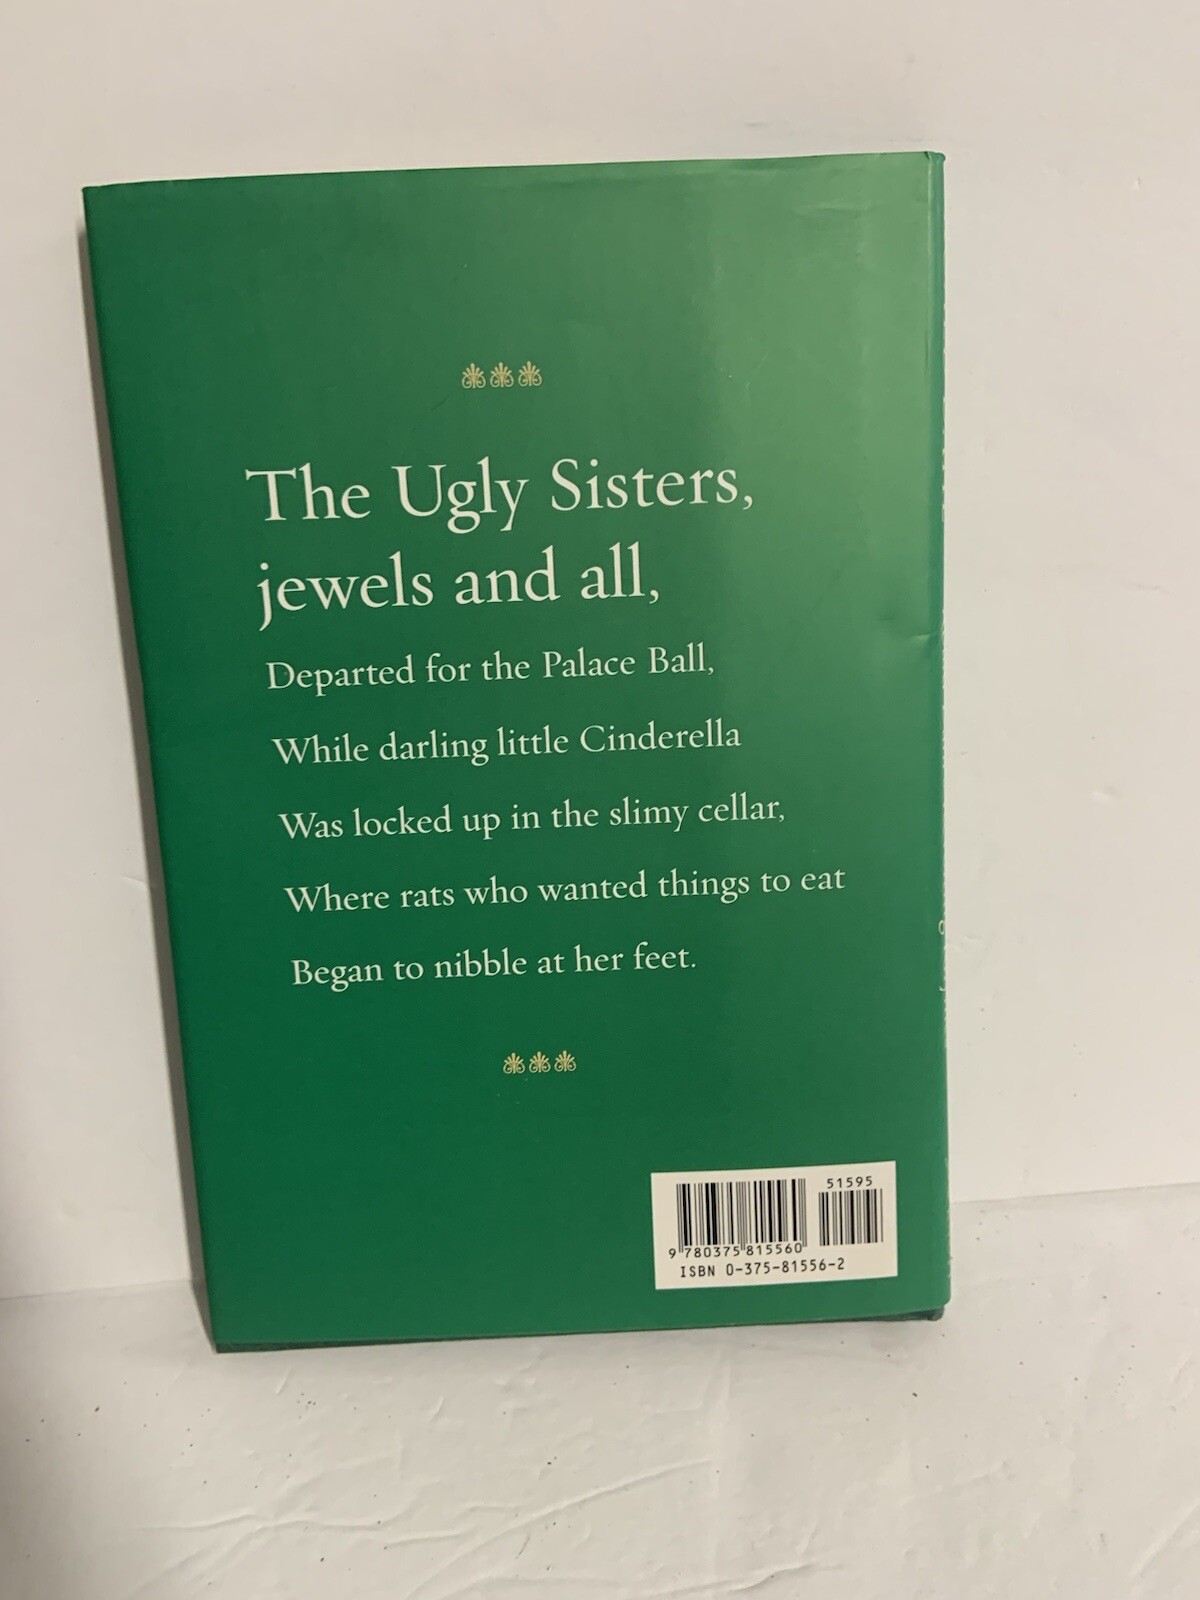 The Ugly Sisters,
jewels and all,
Departed for the Palace Ball,
While darling little Cinderella
Was locked up in the slimy cellar,
Where rats who wanted things to eat
Began to nibble at her feet.
51595
9 780375 815560
ISBN 0-375-81556-2